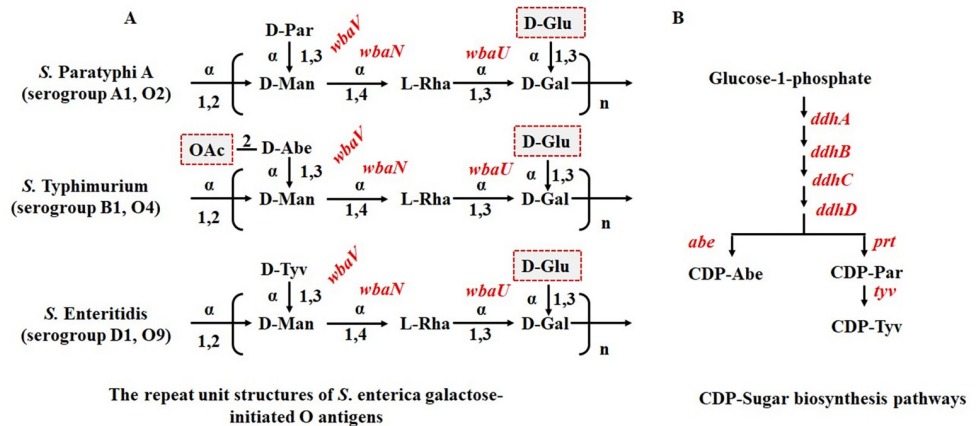 A
B
D-Par
wbaV
D-Glu
α
1,3
wbaN
wbaU
α
1,3
S. Paratyphi A
(serogroup A1, O2)
α
1,2
D-Man
α
1,4
L-Rha
α
1,3
D-Gal
n
OAc
2
D-Abe
wbaV
D-Glu
α
1,3
wbaN
wbaU
α
1,3
S. Typhimurium
(serogroup B1, O4)
α
1,2
D-Man
α
1,4
L-Rha
α
1,3
D-Gal
n
D-Tyv
wbaV
D-Glu
α
1,3
wbaN
wbaU
α
1,3
S. Enteritidis
(serogroup D1, O9)
α
1,2
D-Man
α
1,4
L-Rha
α
1,3
D-Gal
n
The repeat unit structures of S. enterica galactose-
initiated O antigens
Glucose-1-phosphate
ddhA
ddhB
ddhC
ddhD
abe
prt
CDP-Abe
CDP-Par
tyv
CDP-Tyv
CDP-Sugar biosynthesis pathways